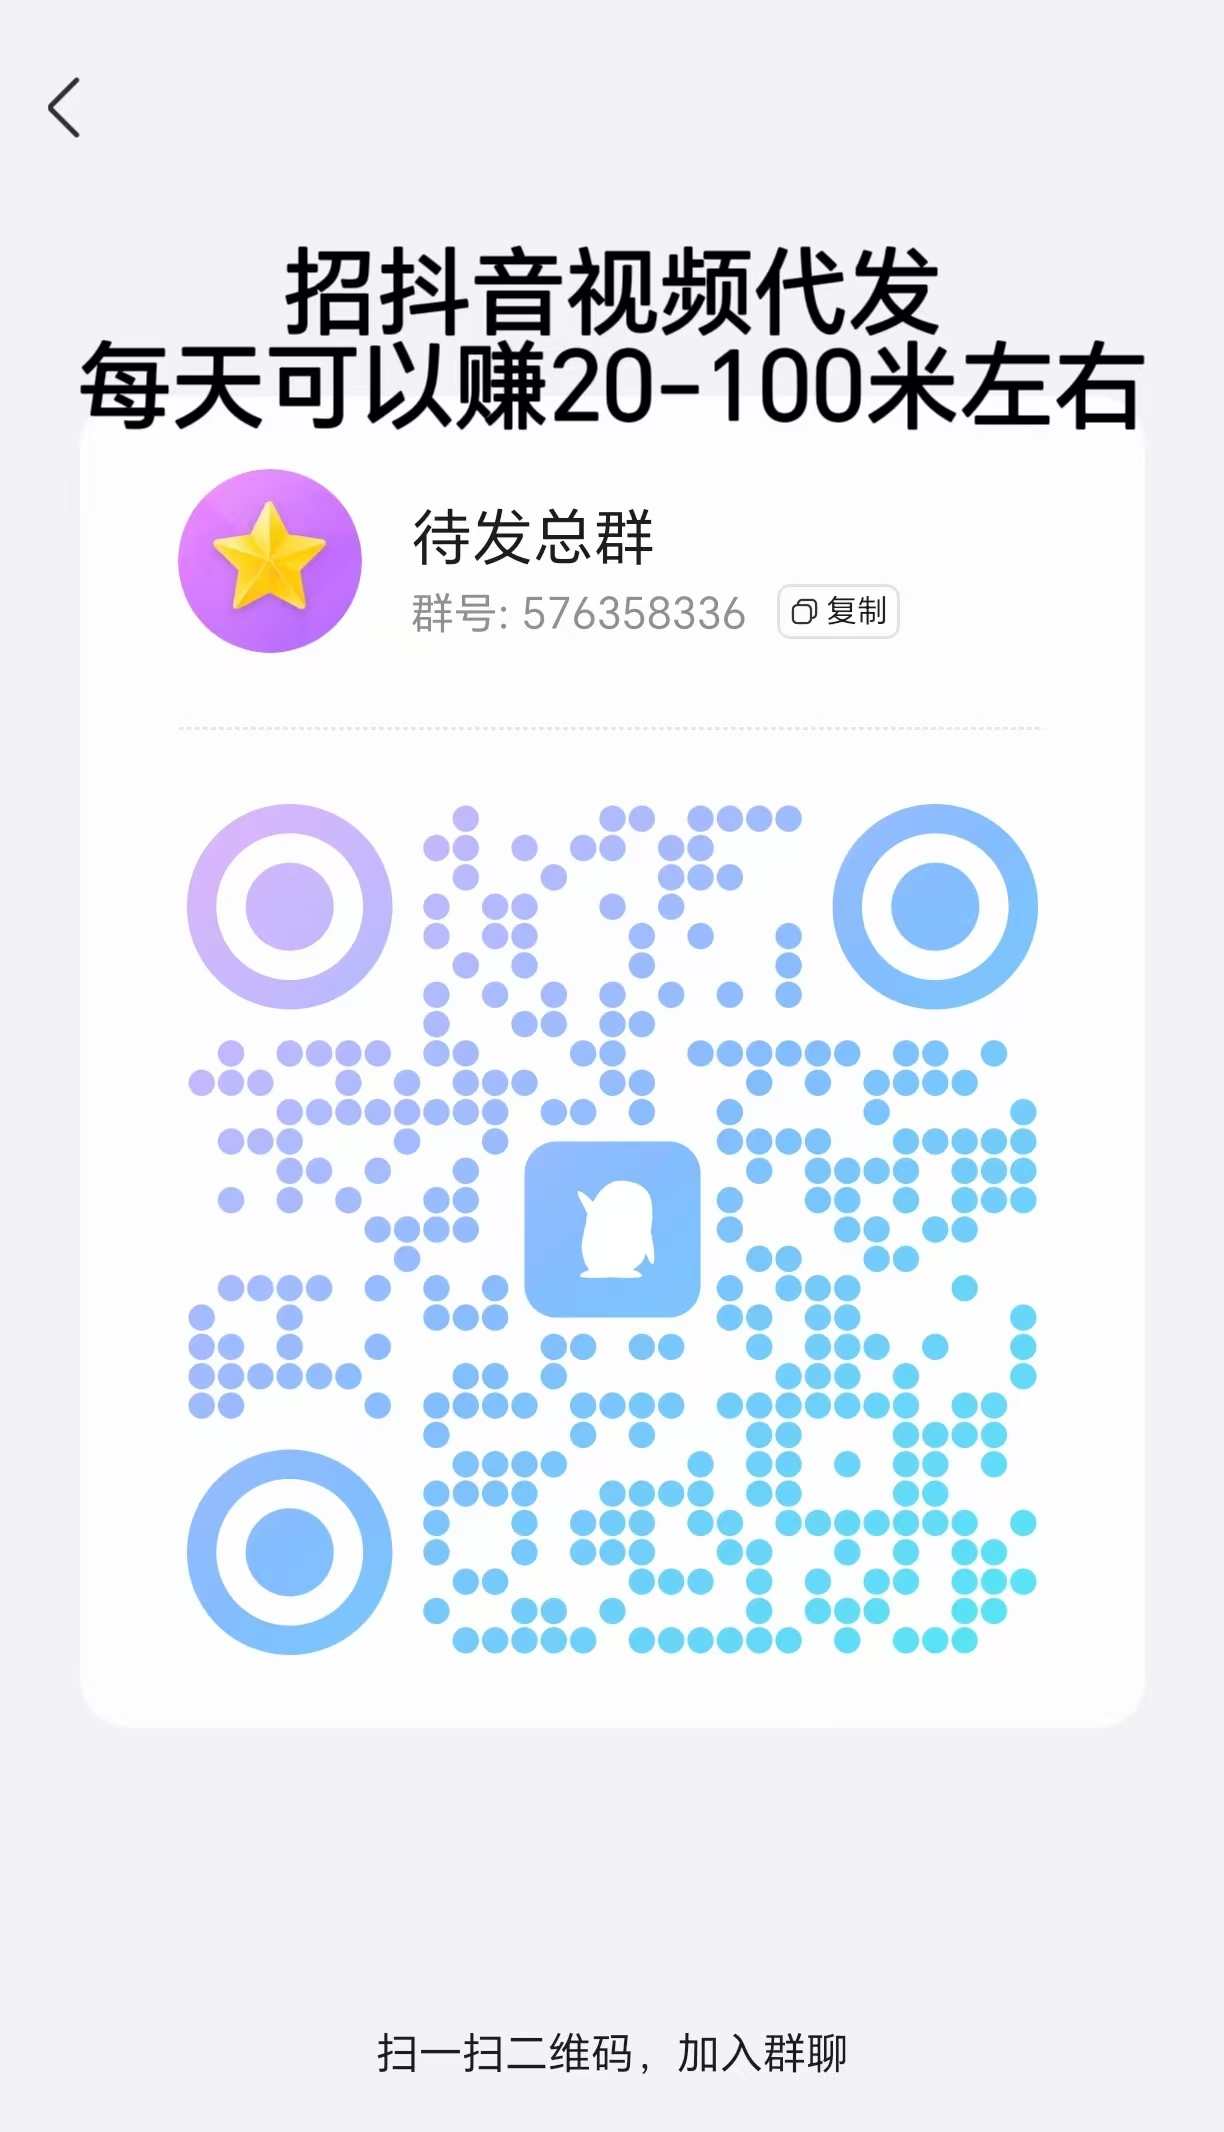 招抖音视频代发
每天可以赚20-100米左右
待发总群
群号: 576358336
复制
扫一扫二维码，加入群聊